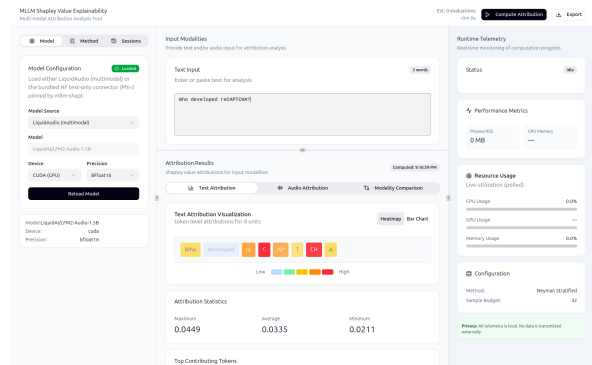 MLLM Shapley Value Explainability
Multi-modal Attribution Analysis Tool
Est. 0 evaluations
~0m 0s
Compute Attribution
Export
Model
Method
Sessions
Model Configuration
Loaded
Load either LiquidAudio (multimodal) or
the bundled HF text-only connector (Phi-2
pinned by mllm-shap).
Model Source
LiquidAudio (multimodal)
Model
LiquidAI/LFM2-Audio-1.5B
Device
Precision
CUDA (GPU)
BFloat16
Reload Model
Model: LiquidAI/LFM2-Audio-1.5B
Device: cuda
Precision: bfloat16
Input Modalities
Provide text and/or audio input for attribution analysis
Text Input
3 words
Enter or paste text for analysis
Who developed reCAPTCHA?
Attribution Results
Shapley value attributions for input modalities
Computed: 9:16:59 PM
Text Attribution
Audio Attribution
Modality Comparison
Text Attribution Visualization
token level attributions for 8 units
Heatmap
Bar Chart
Who
developed
re
C
AP
T
CH
A
Low
High
Attribution Statistics
Maximum
Average
Minimum
0.0449
0.0335
0.0211
Top Contributing Tokens
Runtime Telemetry
Real-time monitoring of computation progress.
Status
Idle
Performance Metrics
Process RSS
0 MB
GPU Memory
—
Resource Usage
Live utilization (polled)
CPU Usage
0.0%
GPU Usage
—
Memory Usage
0.0%
Configuration
Method:
Neyman Stratified
Sample Budget:
32
Privacy: All telemetry is local. No data is transmitted
externally.